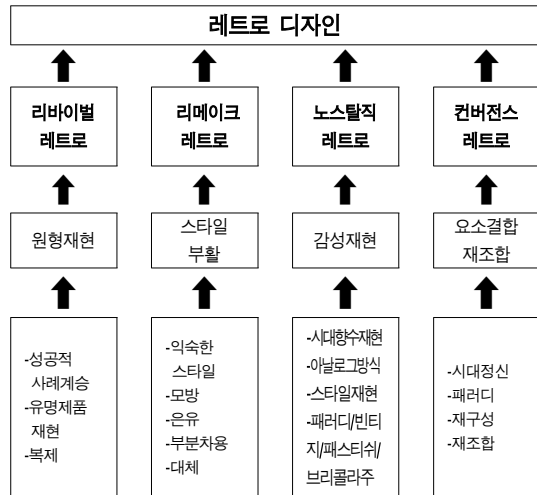 레트로 디자인
리바이벌
레트로
리메이크
레트로
노스탈직
레트로
컨버전스
레트로
원형재현
스타일
부활
감성재현
요소결합
재조합
-성공적
사례계승
-유명제품
재현
-복제
-익숙한
스타일
-모방
-은유
-부분차용
-대체
-시대향수재현
-아날로그방식
-스타일재현
-패러디/빈티
지/패스티쉬/
브리콜라주
-시대정신
-패러디
-재구성
-재조합